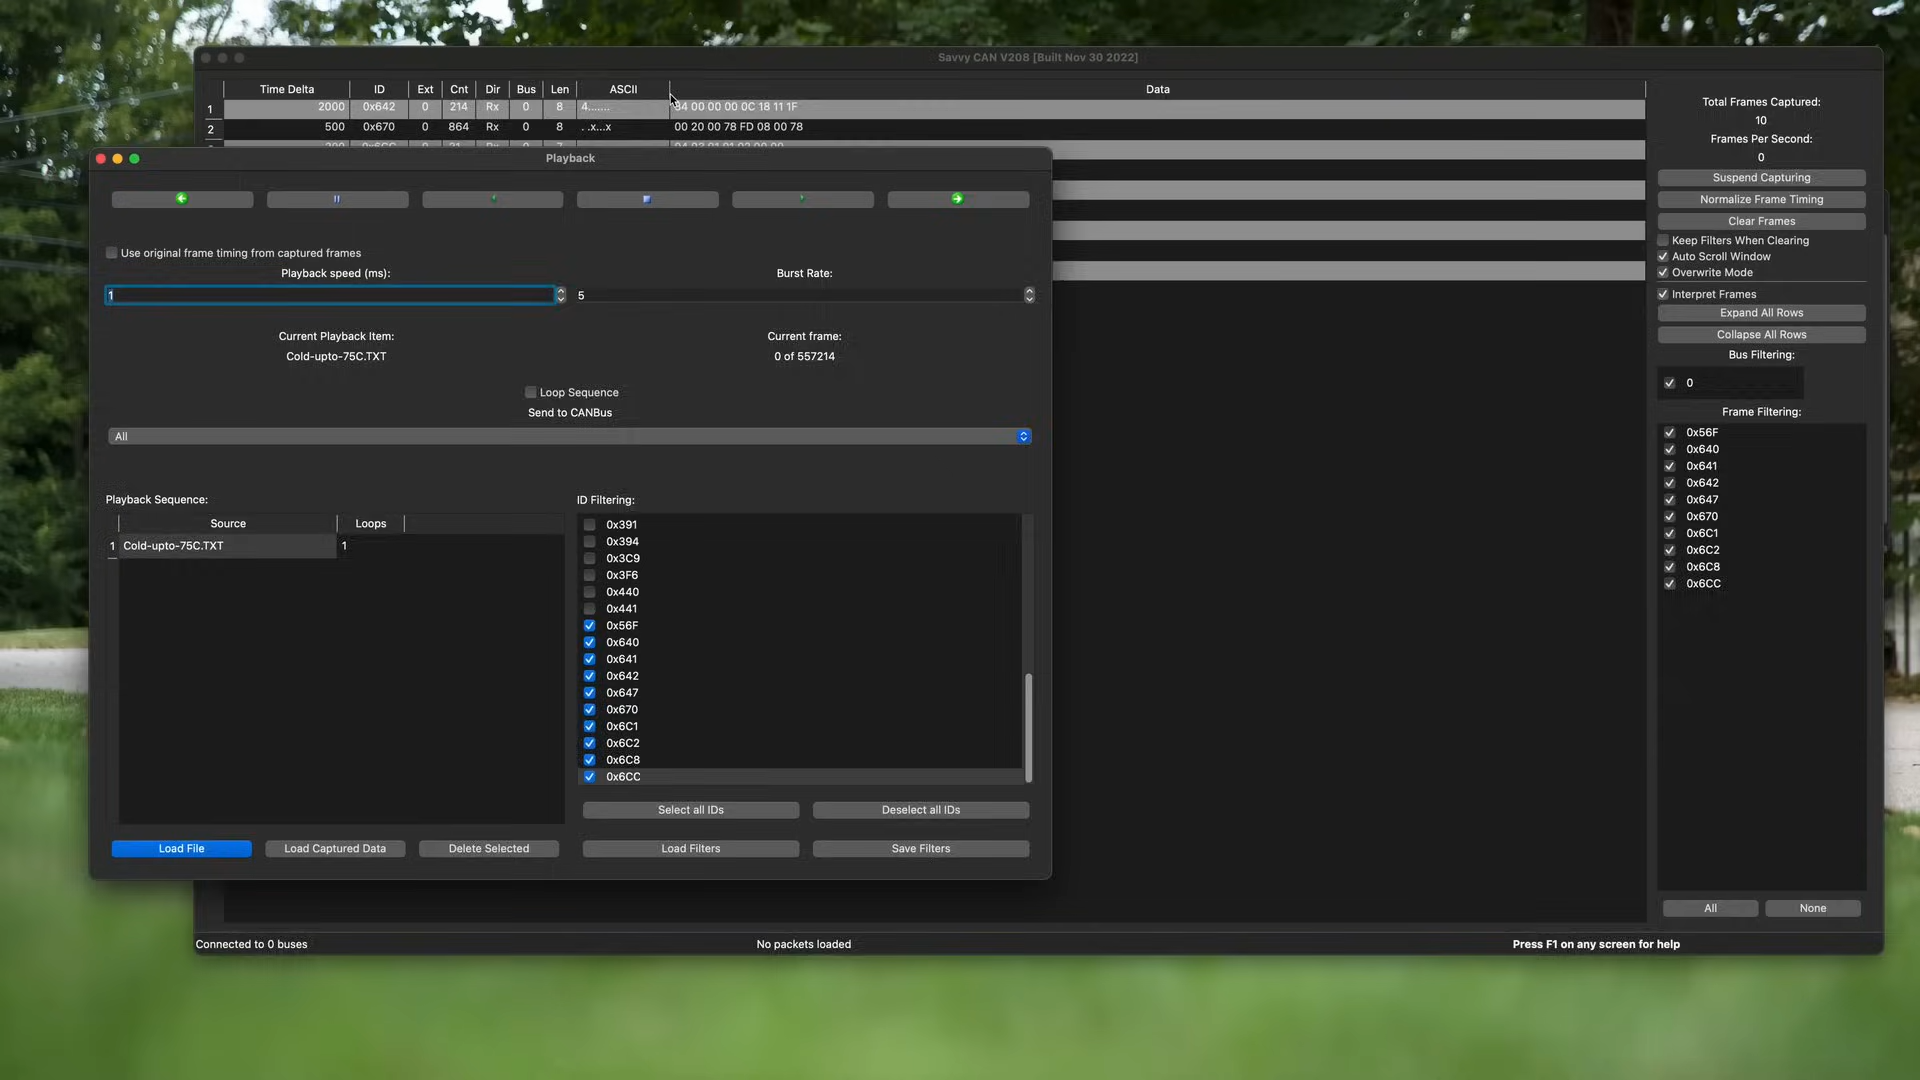 Savvy CAN V208 [Built Nov 30 2022]
Time Delta ID Ext Cnt Dir Bus Len ASCII Data
1 2000 0x642 0 214 Rx 0 8 4....... 34 00 00 00 0C 18 11 1F
2 500 0x670 0 864 Rx 0 8 . .x...x 00 20 00 78 FD 08 00 78
Playback
Use original frame timing from captured frames
Playback speed (ms): Burst Rate:
1 5
Current Playback Item: Current frame:
Cold-upto-75C.TXT 0 of 557214
Loop Sequence
Send to CANBus
All
Playback Sequence: ID Filtering:
Source Loops
1 Cold-upto-75C.TXT 1
0x391
0x394
0x3C9
0x3F6
0x440
0x441
0x56F
0x640
0x641
0x642
0x647
0x670
0x6C1
0x6C2
0x6C8
0x6CC
Select all IDs Deselect all IDs
Load File Load Captured Data Delete Selected Load Filters Save Filters
Total Frames Captured:
10
Frames Per Second:
0
Suspend Capturing
Normalize Frame Timing
Clear Frames
Keep Filters When Clearing
Auto Scroll Window
Overwrite Mode
Interpret Frames
Expand All Rows
Collapse All Rows
Bus Filtering:
0
Frame Filtering:
0x56F
0x640
0x641
0x642
0x647
0x670
0x6C1
0x6C2
0x6C8
0x6CC
All None
Connected to 0 buses No packets loaded Press F1 on any screen for help